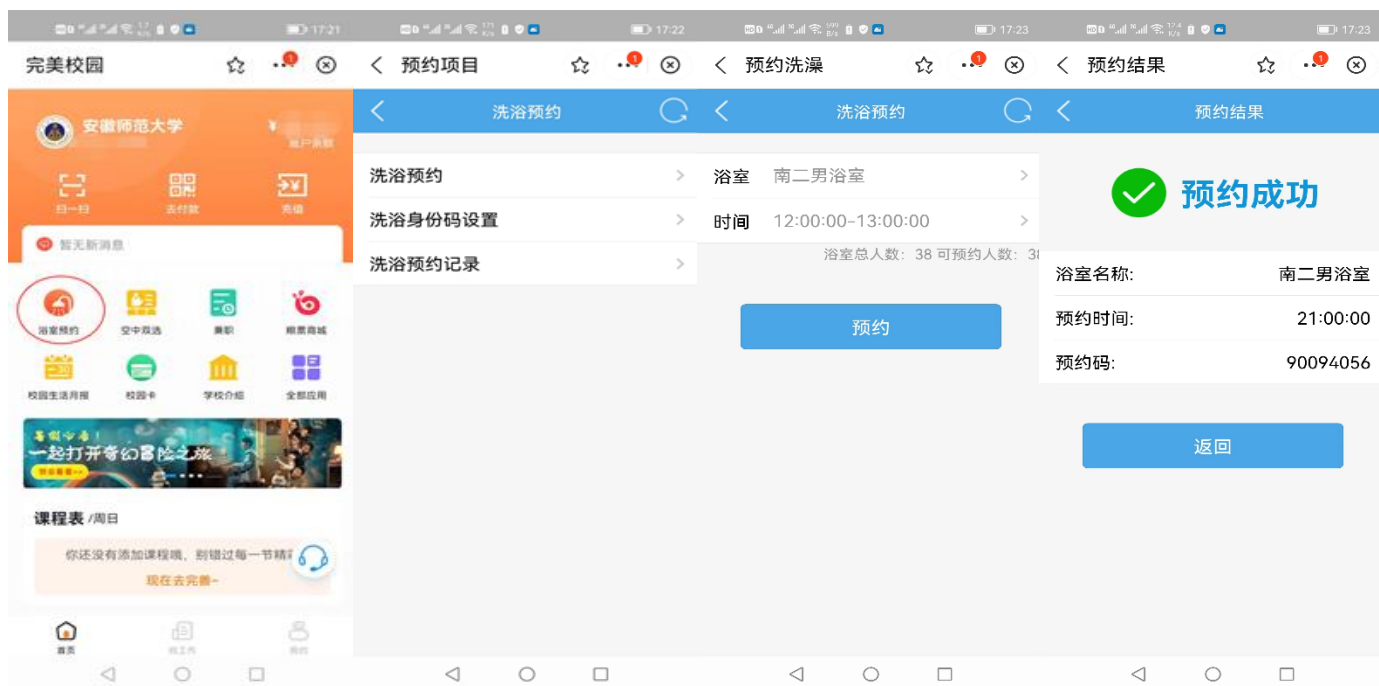 17:21
完美校园
安徽师范大学
¥
账户余额
扫一扫
去付款
充值
暂无新消息
浴室预约
空中双选
兼职
粮票商城
校园生活月报
校园卡
学校介绍
全部应用
一起打开奇幻冒险之旅
课程表 /周日
你还没有添加课程哦，别错过每一节精
现在去完善~
首页
找工作
我的
17:22
预约项目
1
洗浴预约
洗浴预约
洗浴身份码设置
洗浴预约记录
17:23
预约洗澡
1
洗浴预约
浴室 南二男浴室
时间 12:00:00-13:00:00
浴室总人数: 38 可预约人数: 38
预约
17:23
预约结果
1
预约结果
预约成功
浴室名称: 南二男浴室
预约时间: 21:00:00
预约码: 90094056
返回